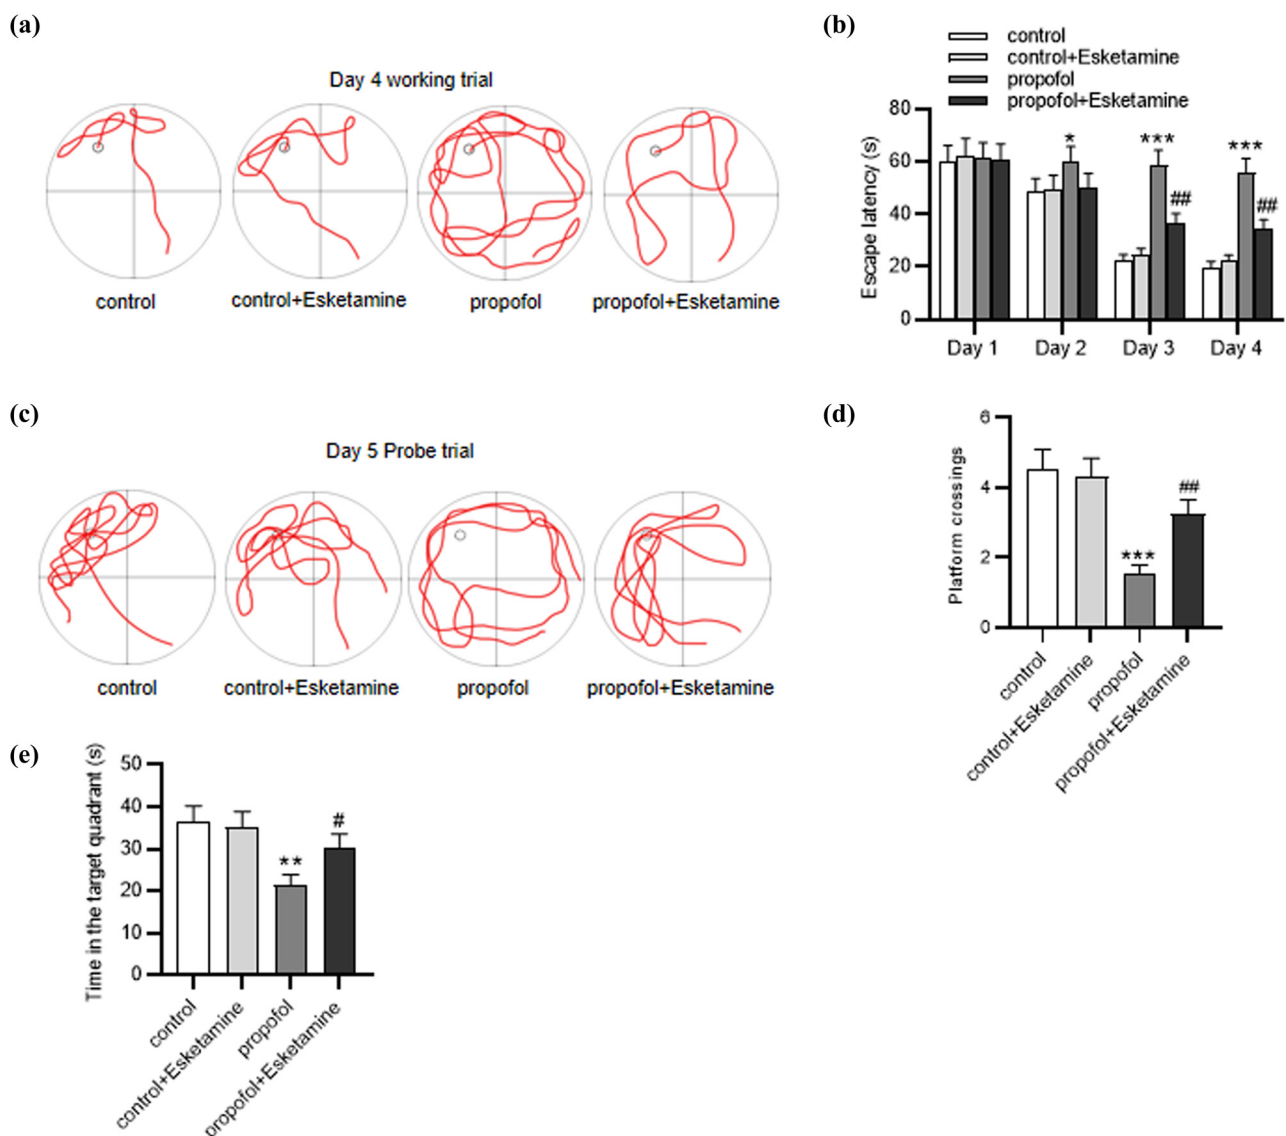 (a)
Day 4 working trial
control
control+Esketamine
propofol
propofol+Esketamine
(b)
control
control+Esketamine
propofol
propofol+Esketamine
Escape latency (s)
80
60
40
20
0
*
***
##
***
##
Day 1
Day 2
Day 3
Day 4
(c)
Day 5 Probe trial
control
control+Esketamine
propofol
propofol+Esketamine
(d)
Platform crossings
6
4
2
0
***
##
control
control+Esketamine
propofol
propofol+Esketamine
(e)
Time in the target quadrant (s)
50
40
30
20
10
0
**
#
control
control+Esketamine
propofol
propofol+Esketamine